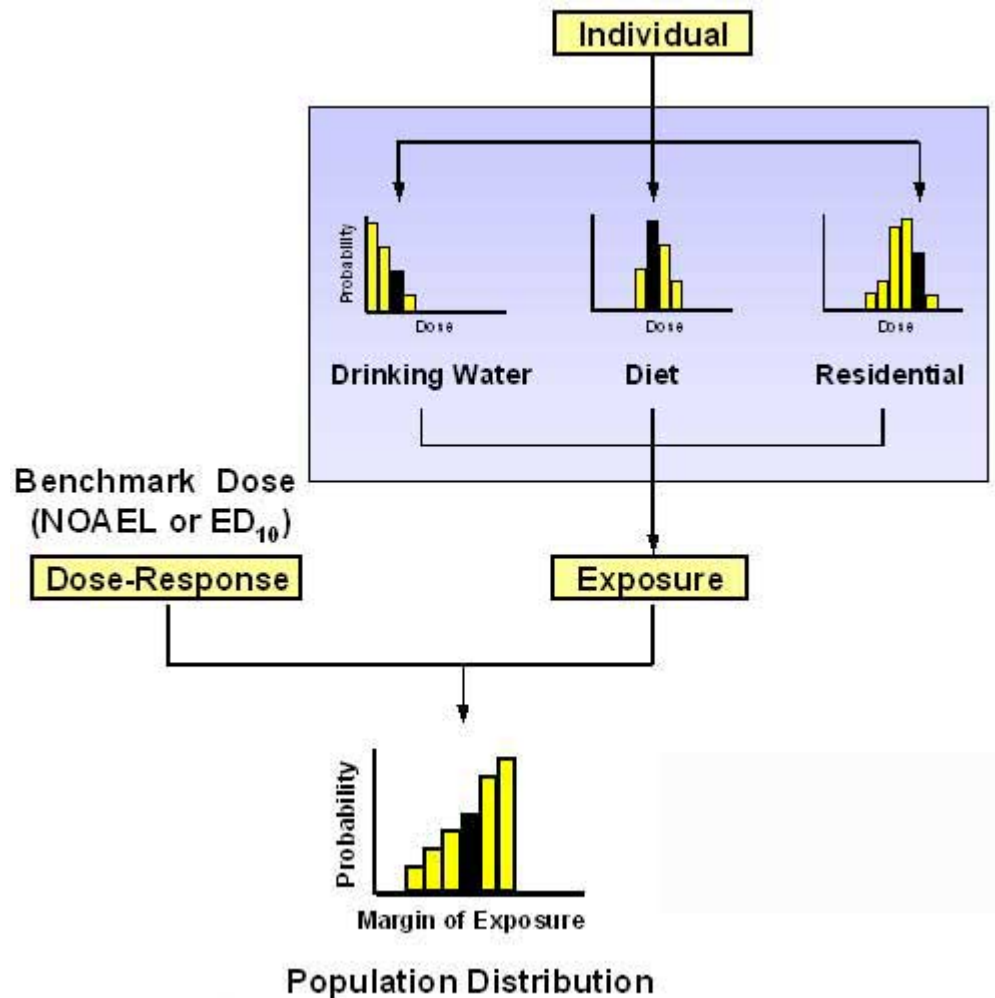 Individual
Probability
Dose
Dose
Dose
Drinking Water
Diet
Residential
Benchmark Dose
(NOAEL or ED₁₀)
Dose-Response
Exposure
Probability
Margin of Exposure
Population Distribution